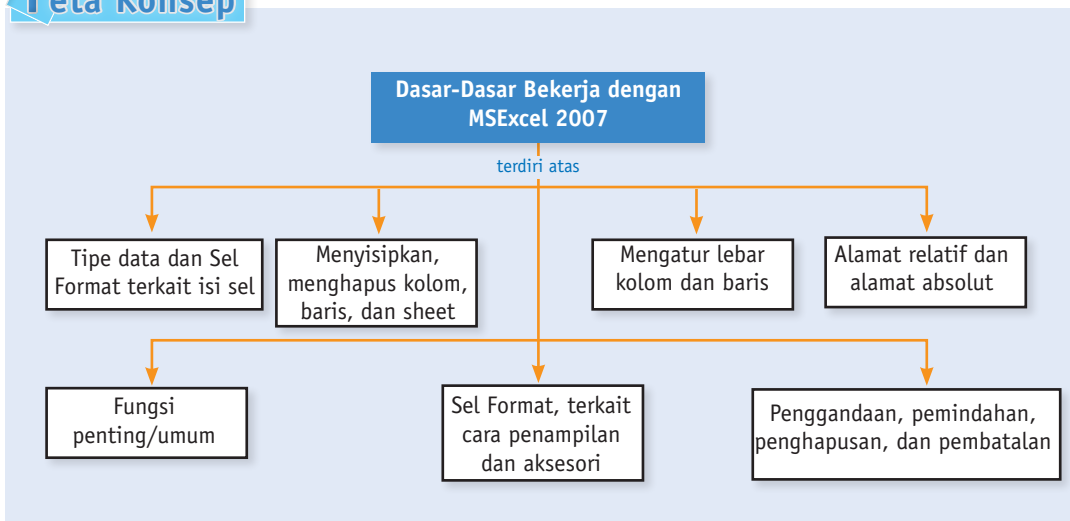 Peta Konsep
Dasar-Dasar Bekerja dengan
MSExcel 2007
terdiri atas
Tipe data dan Sel
Format terkait isi sel
Menyisipkan,
menghapus kolom,
baris, dan sheet
Mengatur lebar
kolom dan baris
Alamat relatif dan
alamat absolut
Fungsi
penting/umum
Sel Format, terkait
cara penampilan
dan aksesori
Penggandaan, pemindahan,
penghapusan, dan pembatalan